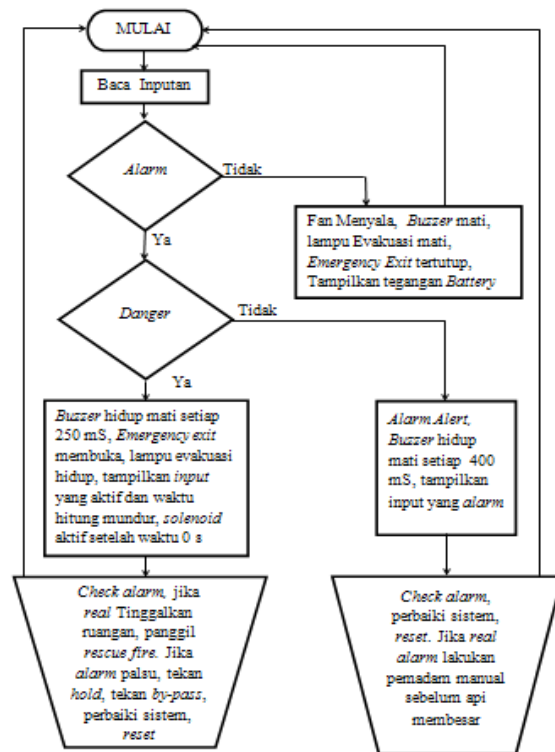 MULAI
Baca Inputan
Alarm
Tidak
Fan Menyala, Buzzer mati,
lampu Evakuasi mati,
Emergency Exit tertutup,
Tampilkan tegangan Battery
Ya
Danger
Tidak
Ya
Buzzer hidup mati setiap
250 mS, Emergency exit
membuka, lampu evakuasi
hidup, tampilkan input
yang aktif dan waktu
hitung mundur, solenoid
aktif setelah waktu 0 s
Alarm Alert,
Buzzer hidup
mati setiap 400
mS, tampilkan
input yang alarm
Check alarm, jika
real Tinggalkan
ruangan, panggil
rescue fire. Jika
alarm palsu, tekan
hold, tekan by-pass,
perbaiki sistem,
reset
Check alarm,
perbaiki sistem,
reset. Jika real
alarm lakukan
pemadam manual
sebelum api
membesar